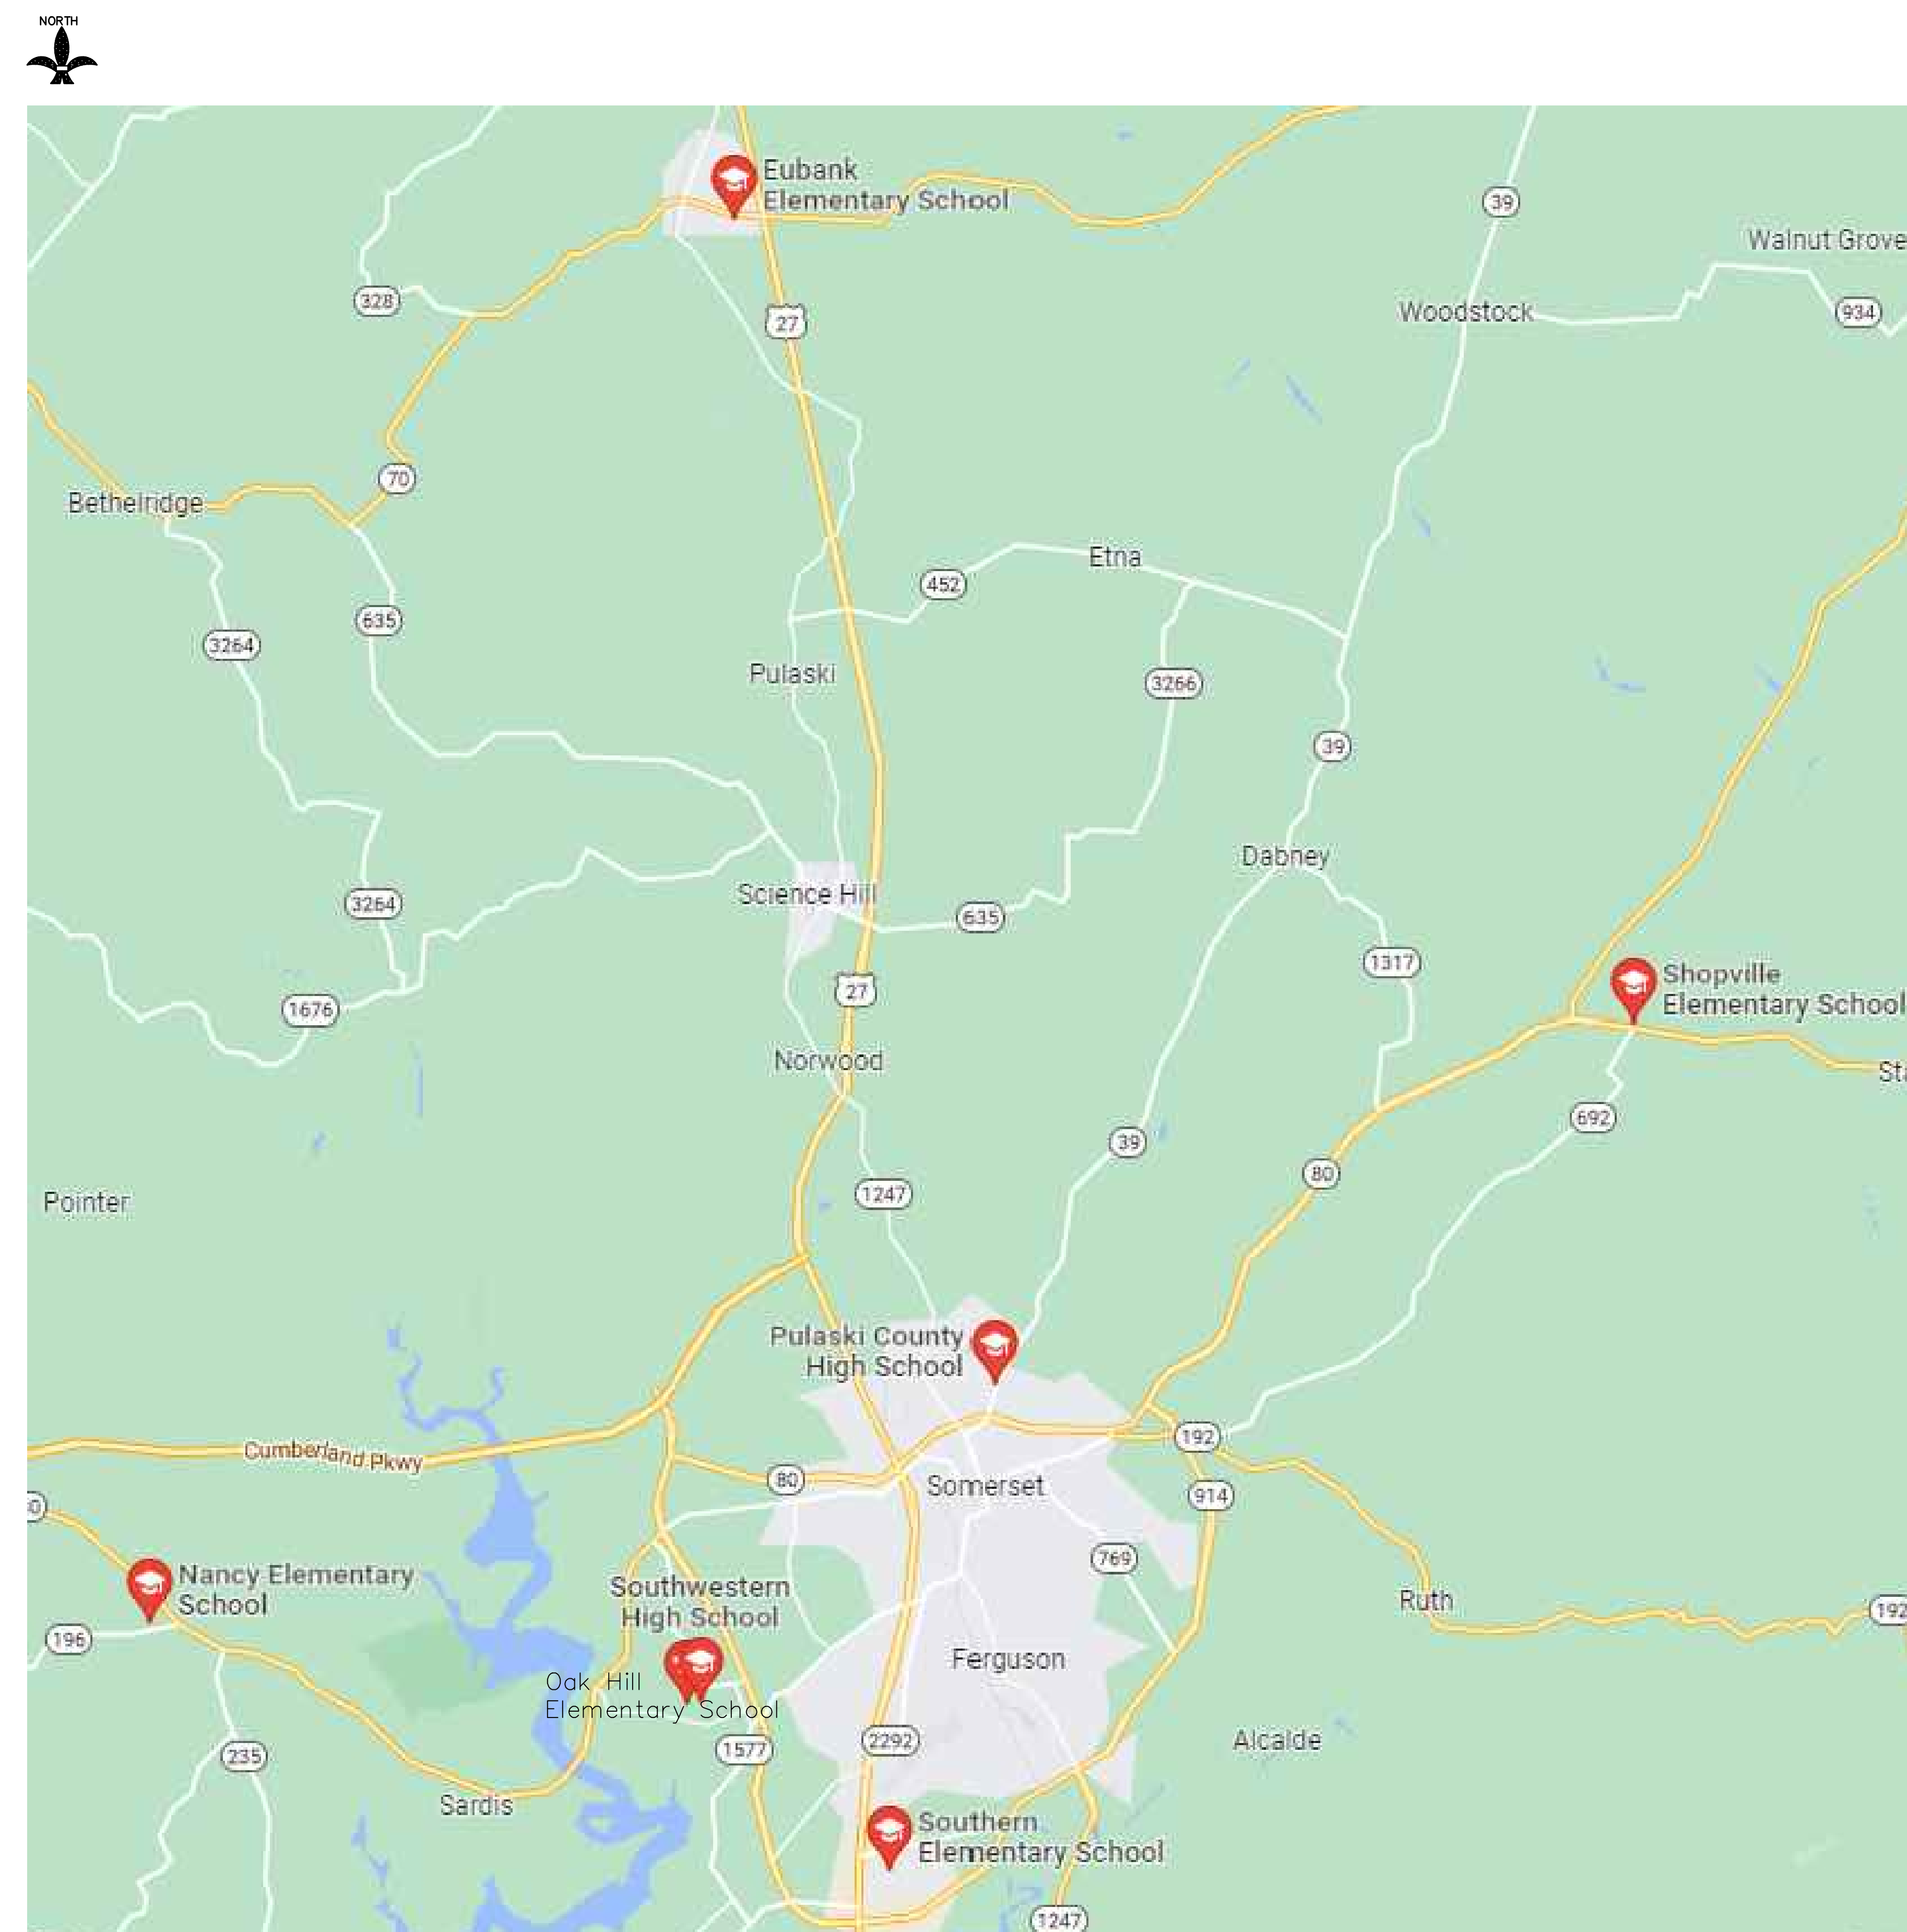 NORTH
Eubank
Elementary School
39
Walnut Grove
328
27
Woodstock
934
70
Bethelridge
Etna
452
635
3264
Pulaski
3266
39
Dabney
Science Hill
3264
635
1317
Shopville
Elementary School
27
1676
Norwood
692
39
80
1247
Pointer
Pulaski County
High School
192
Cumberland Pkwy
80
Somerset
914
769
Nancy Elementary
School
Southwestern
High School
Ruth
192
196
Ferguson
Oak Hill
Elementary School
2292
Alcalde
1577
235
Sardis
Southern
Elementary School
1247